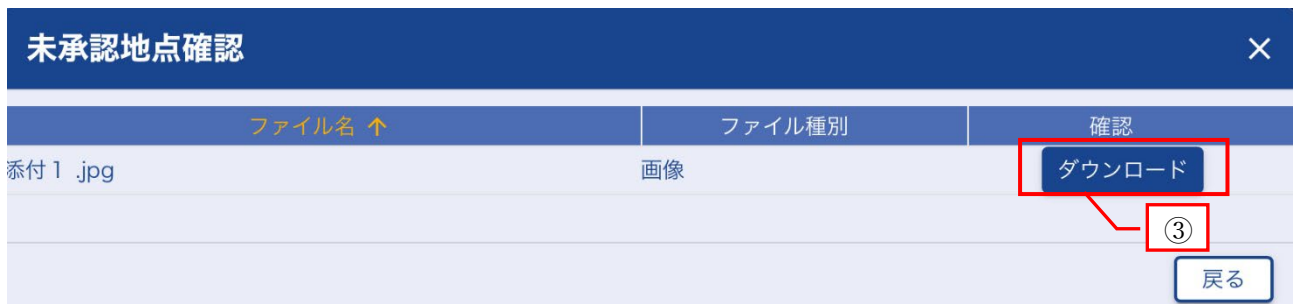 未承認地点確認 ×
ファイル名 ↑ ファイル種別 確認
添付１ .jpg 画像 ダウンロード
③
戻る